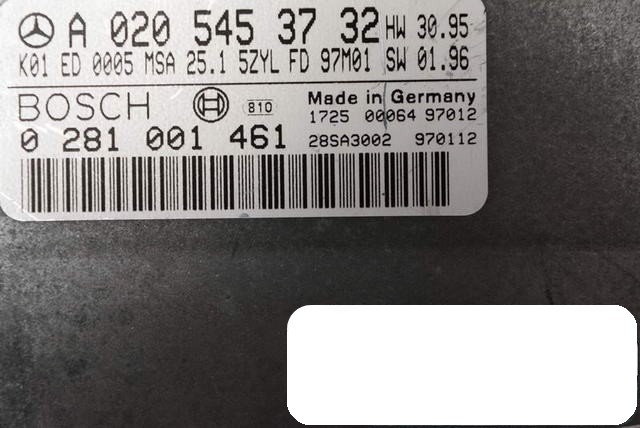 A 020 545 37 32 HW 30.95
K01 ED 0005 MSA 25.1 5ZYL FD 97M01 SW 01.96
BOSCH 810 Made in Germany
1725 00064 97012
0 281 001 461 28SA3002 970112